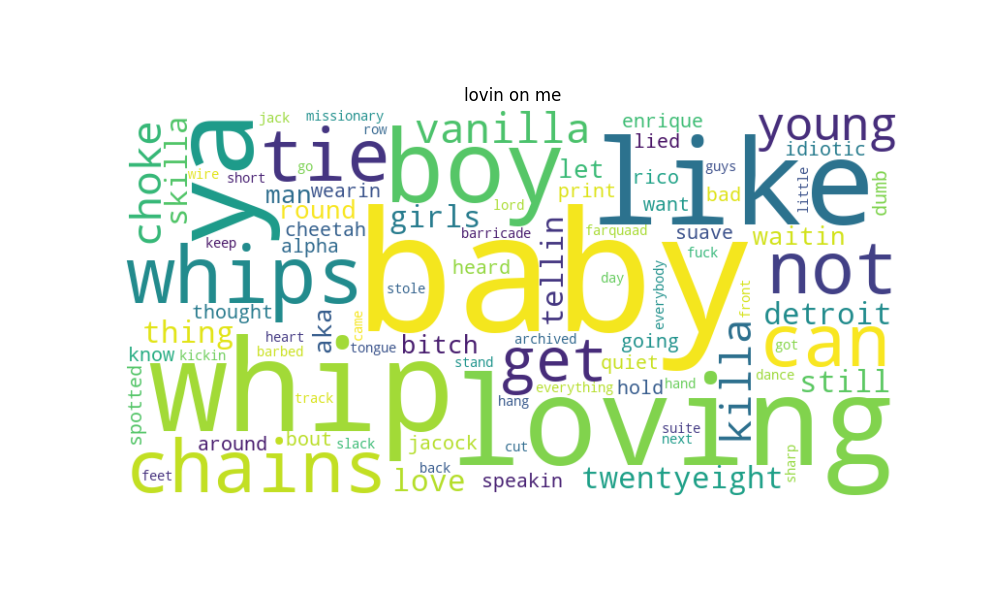 lovin on me
jack
missionary
row
choke
skilla
ya
tie
boy
vanilla
like
enrique
lied
young
idiotic
wire
short
go
let
print
rico
want
guys
bad
little
dumb
man
wearin
round
cheetah
alpha
girls
lord
barricade
farquaad
suave
waitin
keep
whips
baby
stole
heard
tellin
day
everybody
fuck
not
front
detroit
can
thought
thing
aka
came
heart
barbed
tongue
bitch
archived
get
going
quiet
killa
got
know
kickin
spotted
whip
stand
everything
hold
hand
dance
still
track
hang
loving
around
bout
slack
jacock
cut
suite
next
sharp
chains
feet
love
back
speakin
twentyeight